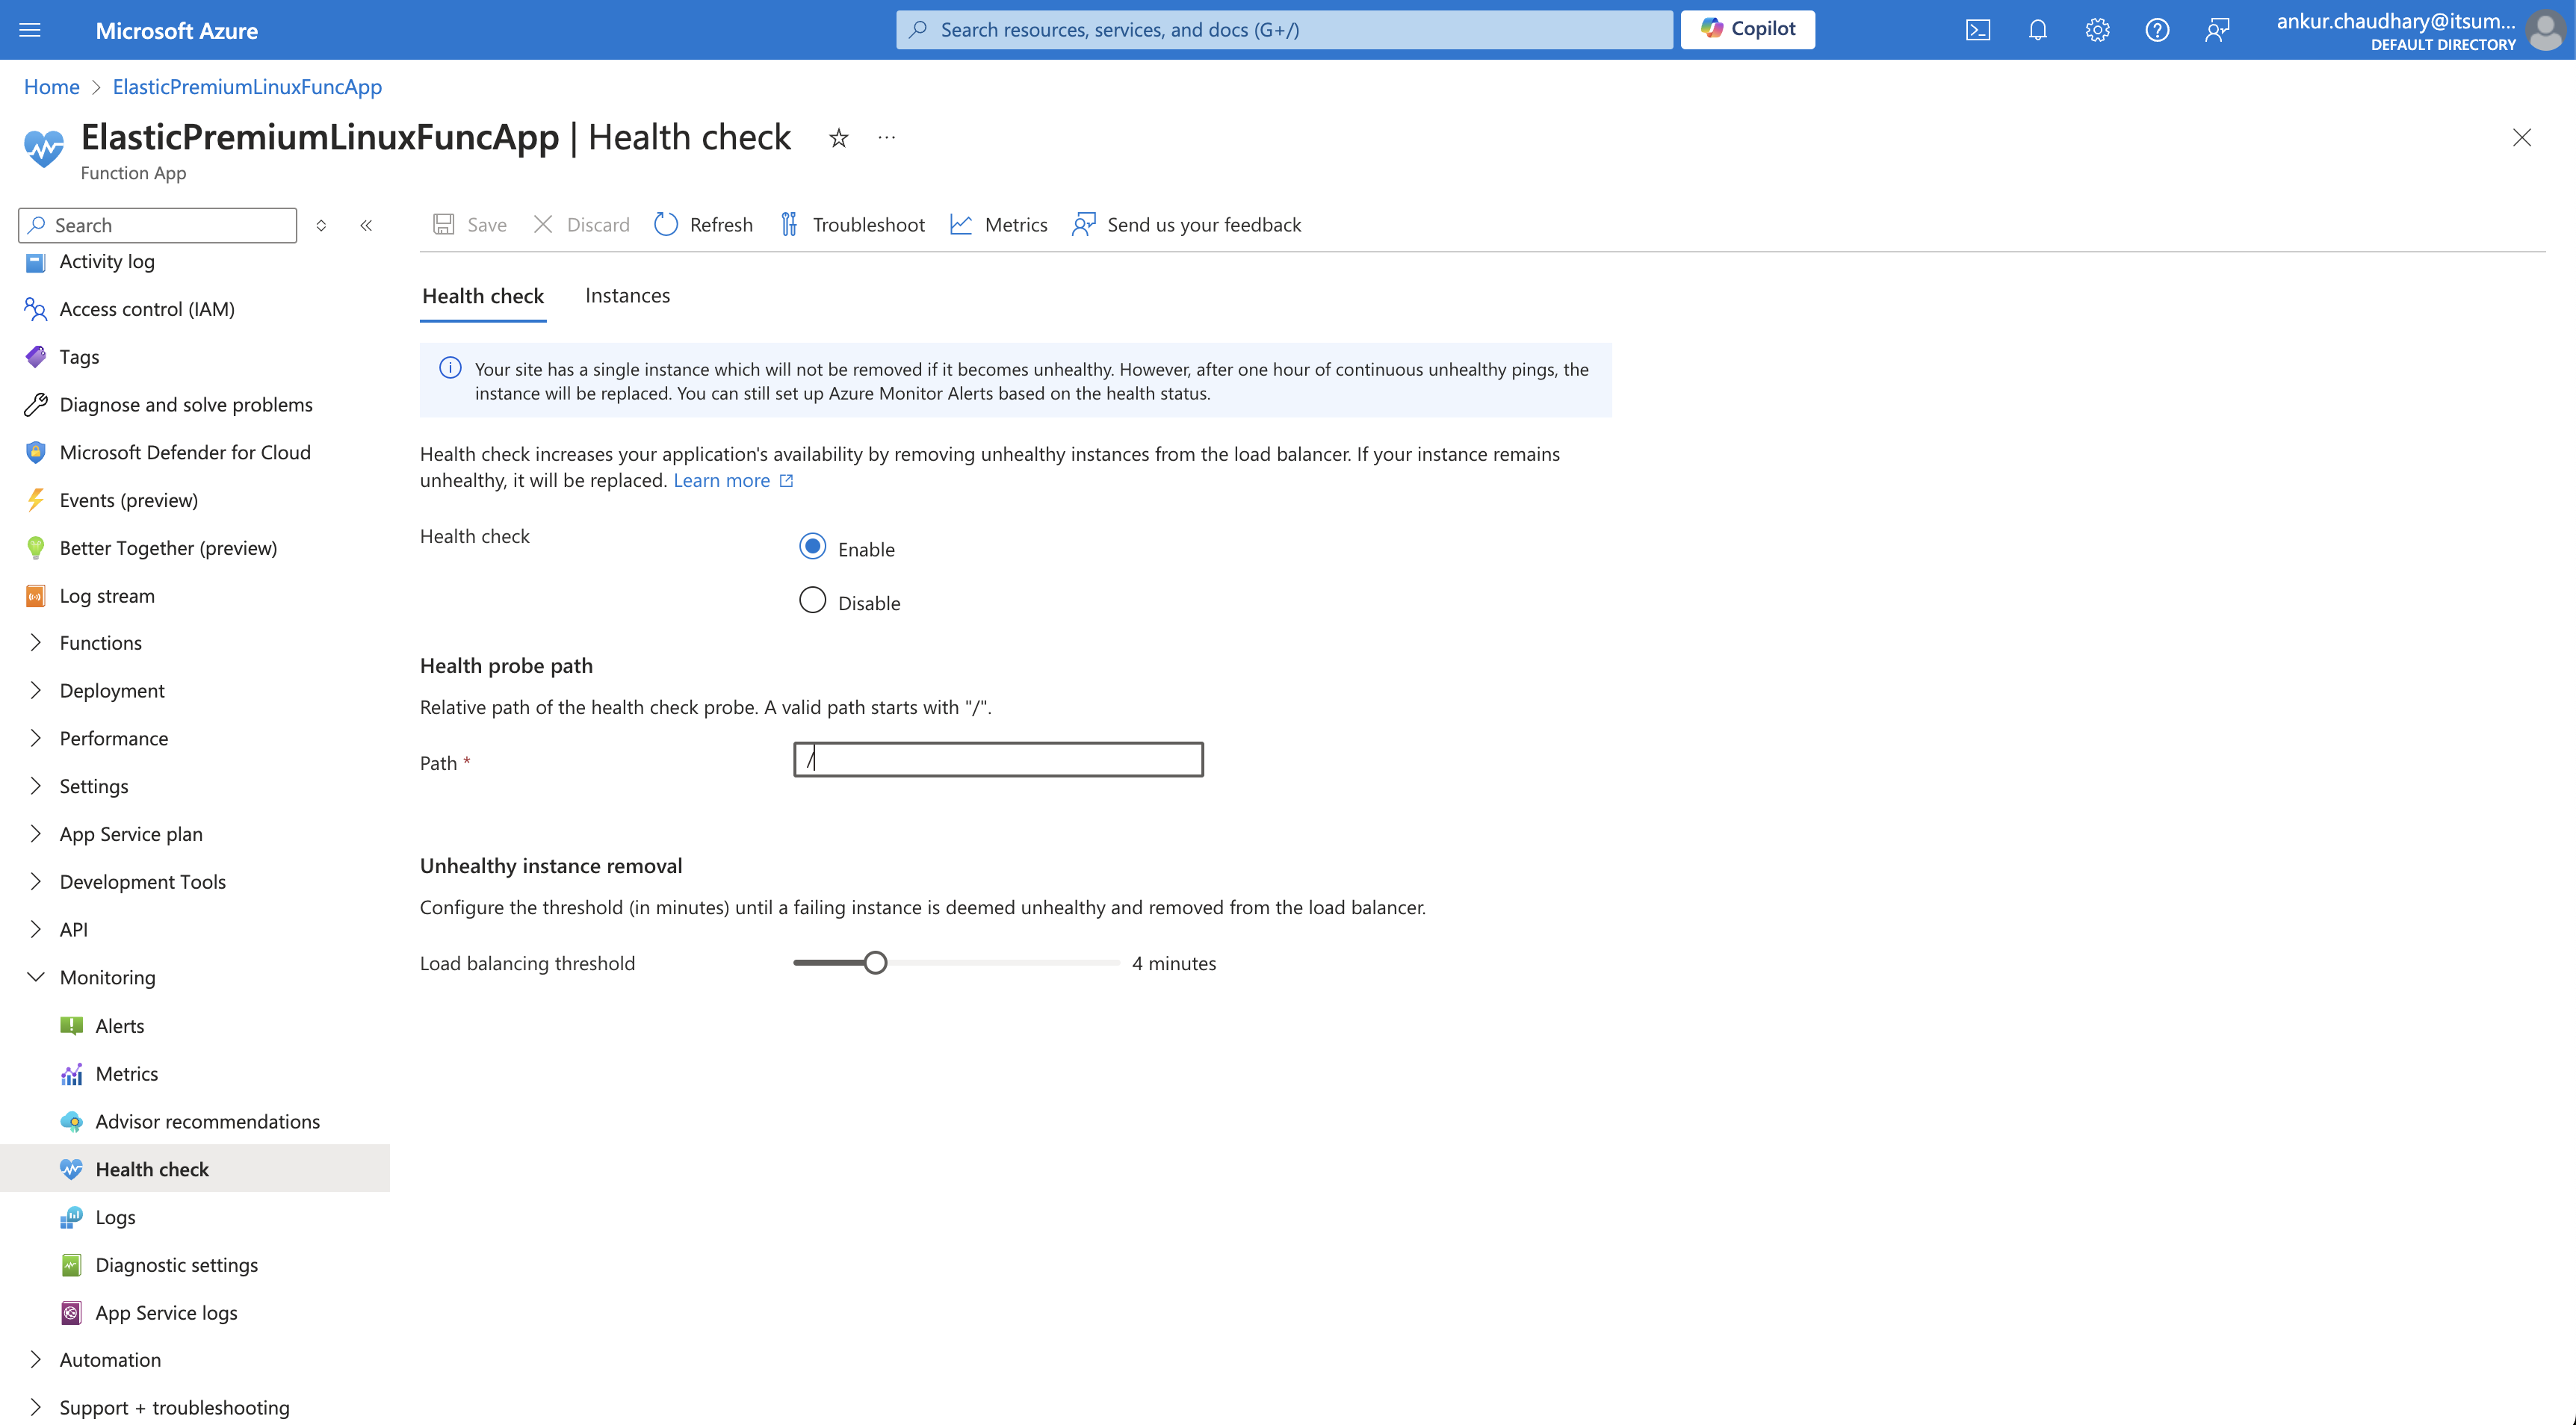 Microsoft Azure
Search resources, services, and docs (G+/)
Copilot
ankur.chaudhary@itsum...
DEFAULT DIRECTORY
Home > ElasticPremiumLinuxFuncApp
ElasticPremiumLinuxFuncApp | Health check
Function App
Search
Activity log
Access control (IAM)
Tags
Diagnose and solve problems
Microsoft Defender for Cloud
Events (preview)
Better Together (preview)
Log stream
Functions
Deployment
Performance
Settings
App Service plan
Development Tools
API
Monitoring
Alerts
Metrics
Advisor recommendations
Health check
Logs
Diagnostic settings
App Service logs
Automation
Support + troubleshooting
Save Discard Refresh Troubleshoot Metrics Send us your feedback
Health check Instances
Your site has a single instance which will not be removed if it becomes unhealthy. However, after one hour of continuous unhealthy pings, the
instance will be replaced. You can still set up Azure Monitor Alerts based on the health status.
Health check increases your application's availability by removing unhealthy instances from the load balancer. If your instance remains
unhealthy, it will be replaced. Learn more
Health check
Enable
Disable
Health probe path
Relative path of the health check probe. A valid path starts with "/".
Path *
/
Unhealthy instance removal
Configure the threshold (in minutes) until a failing instance is deemed unhealthy and removed from the load balancer.
Load balancing threshold
4 minutes